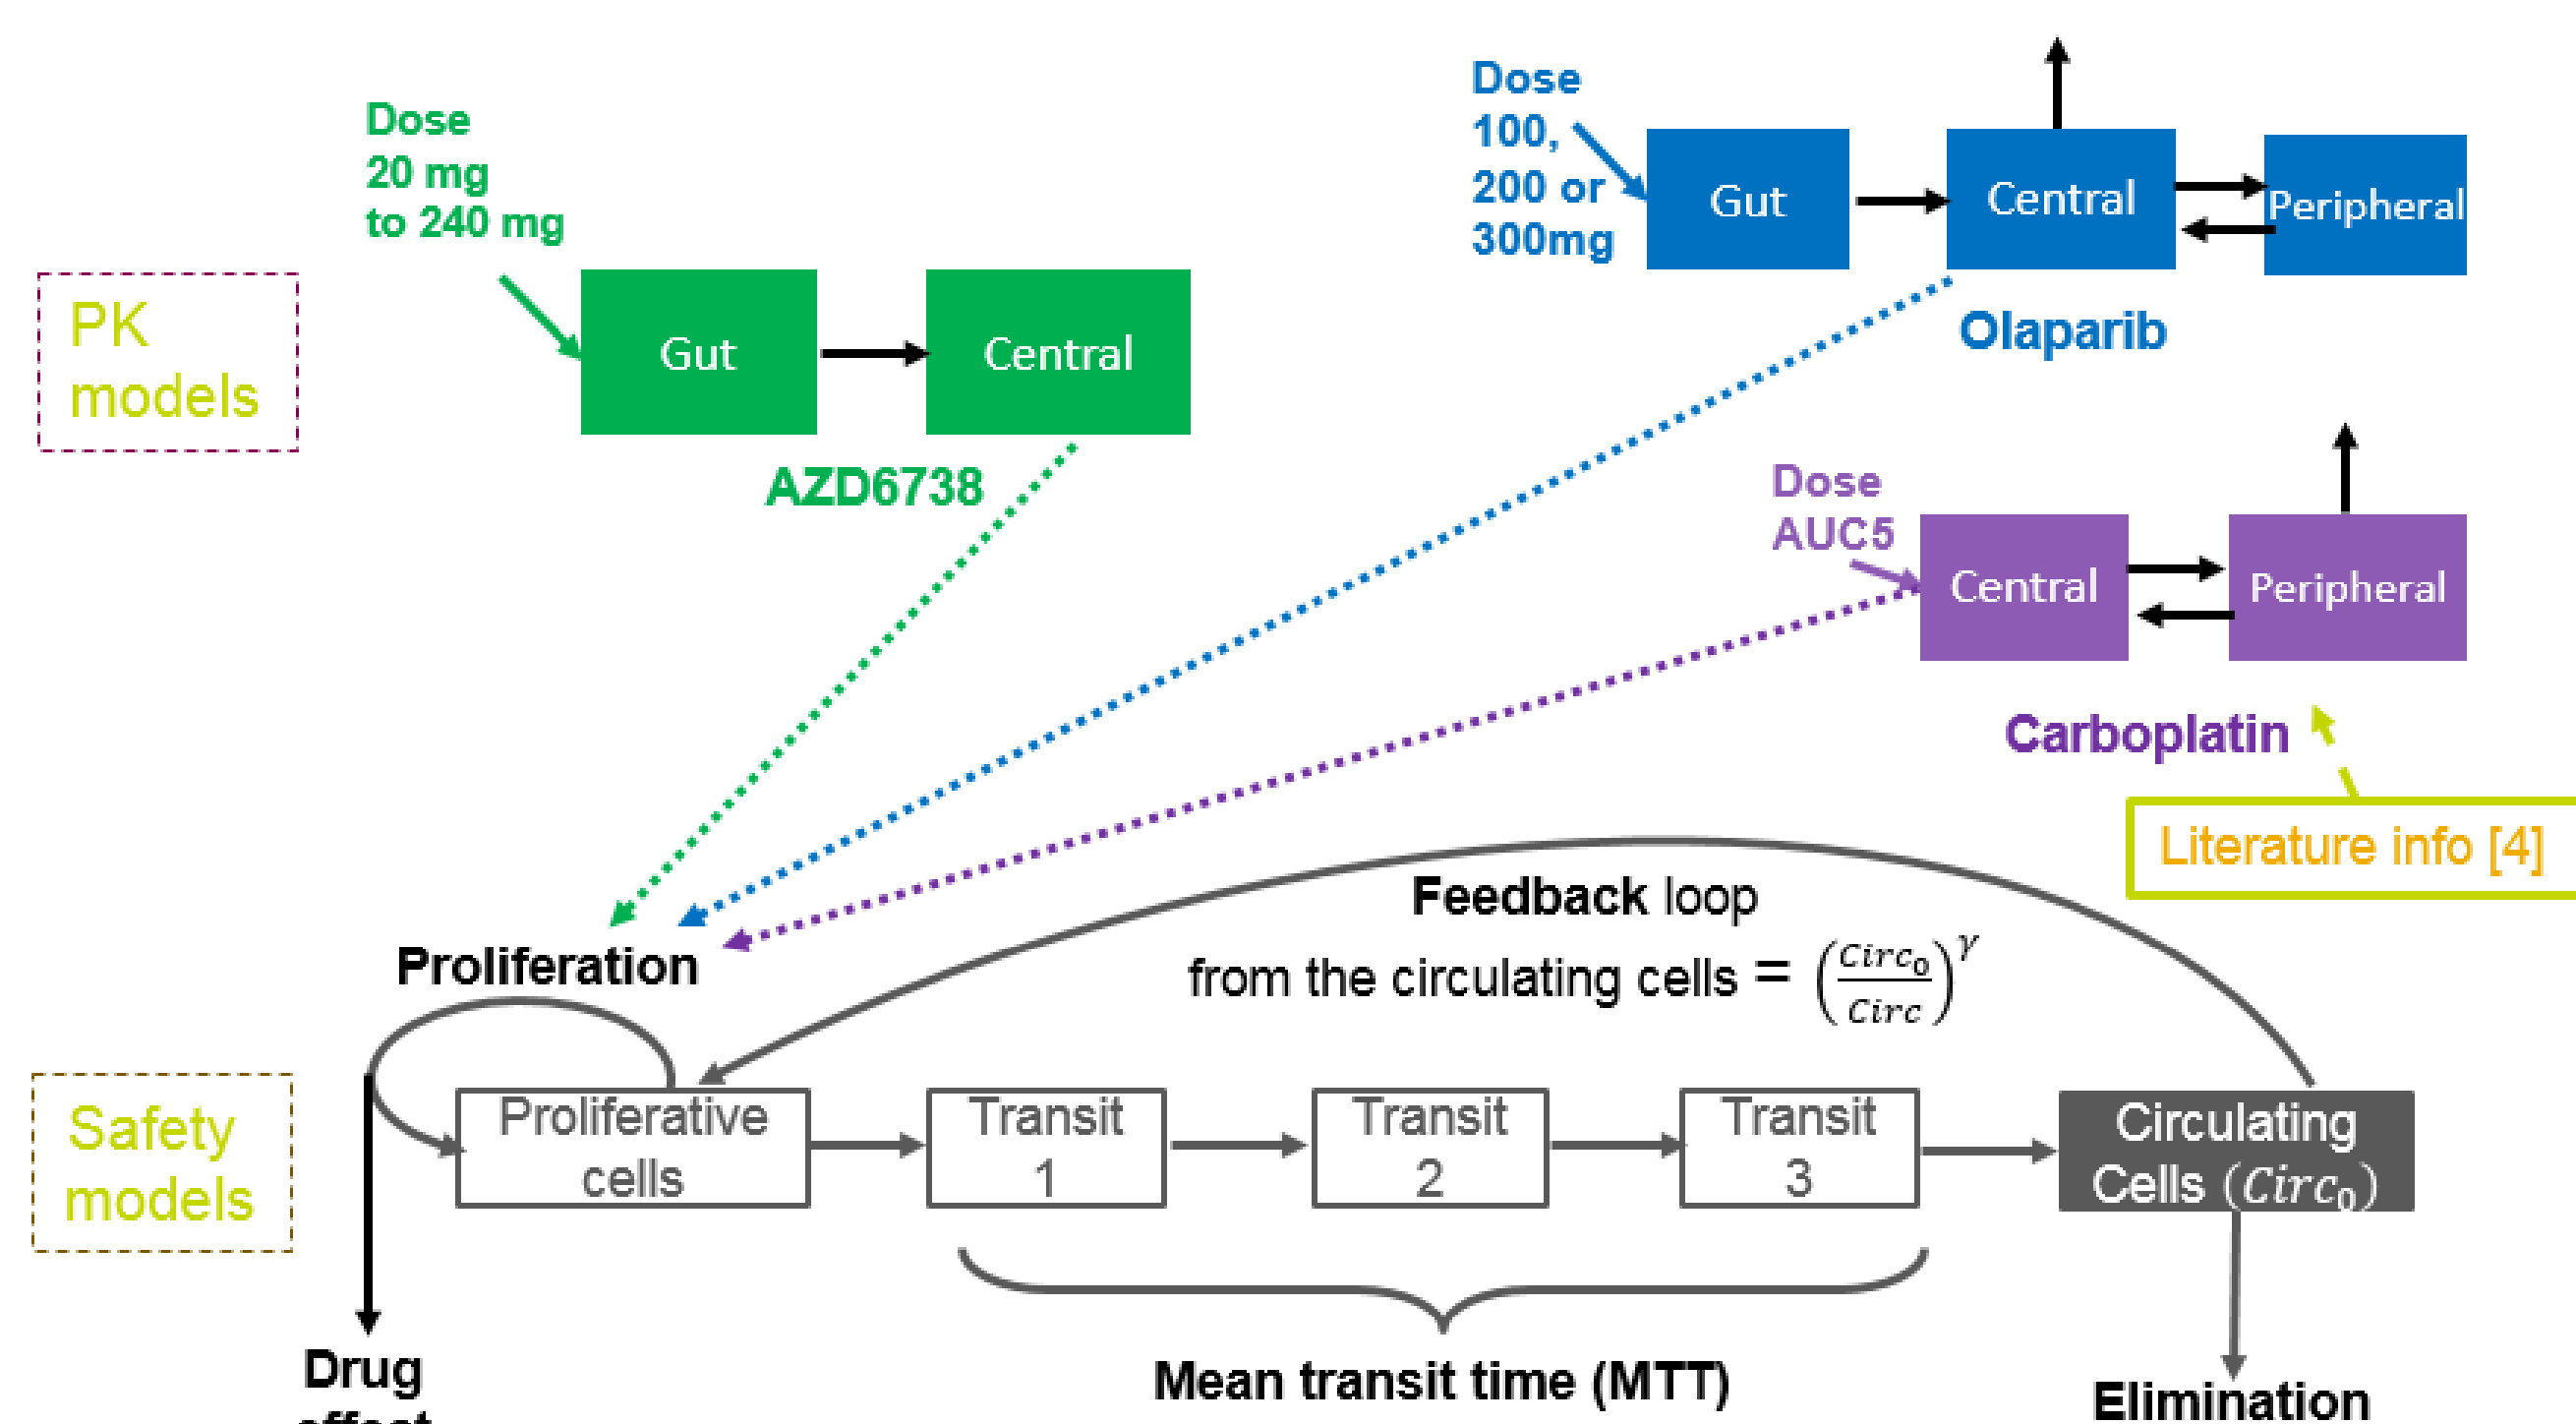 Dose
20 mg
to 240 mg
Dose
100,
200 or
300mg
Gut
Central
Peripheral
Olaparib
PK
models
Gut
Central
AZD6738
Dose
AUC5
Central
Peripheral
Carboplatin
Literature info [4]
Feedback loop
from the circulating cells = (Circ₀/Circ)^γ
Proliferation
Safety
models
Proliferative
cells
Transit
1
Transit
2
Transit
3
Circulating
Cells (Circ₀)
Mean transit time (MTT)
Drug
effect
Elimination